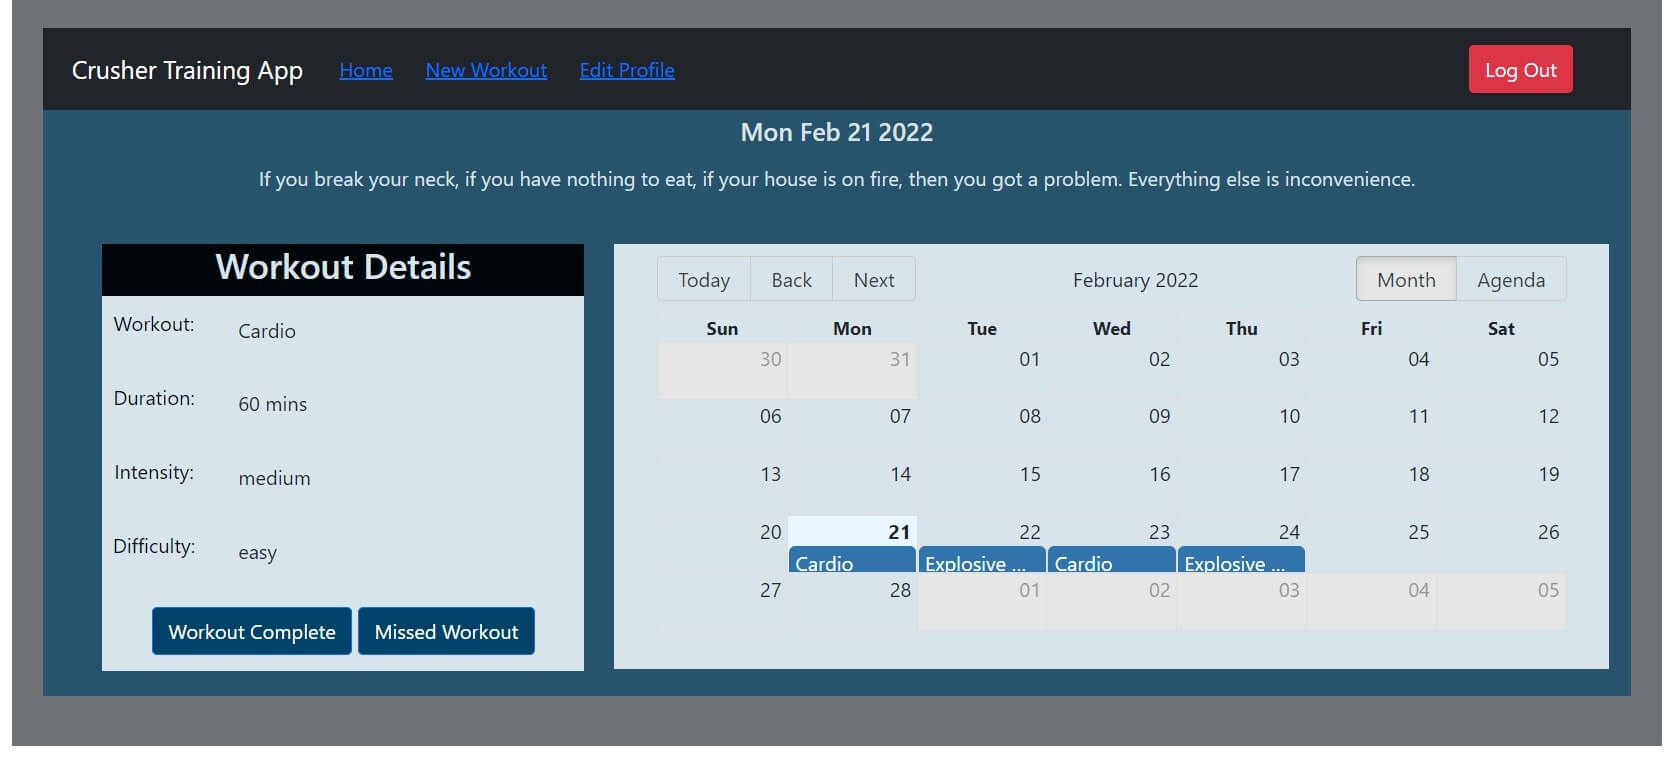 Crusher Training App Home New Workout Edit Profile Log Out
Mon Feb 21 2022
If you break your neck, if you have nothing to eat, if your house is on fire, then you got a problem. Everything else is inconvenience.
Workout Details
Workout: Cardio
Duration: 60 mins
Intensity: medium
Difficulty: easy
Workout Complete Missed Workout
Today Back Next February 2022 Month Agenda
Sun Mon Tue Wed Thu Fri Sat
30 31 01 02 03 04 05
06 07 08 09 10 11 12
13 14 15 16 17 18 19
20 21 22 23 24 25 26
Cardio Explosive ... Cardio Explosive ...
27 28 01 02 03 04 05